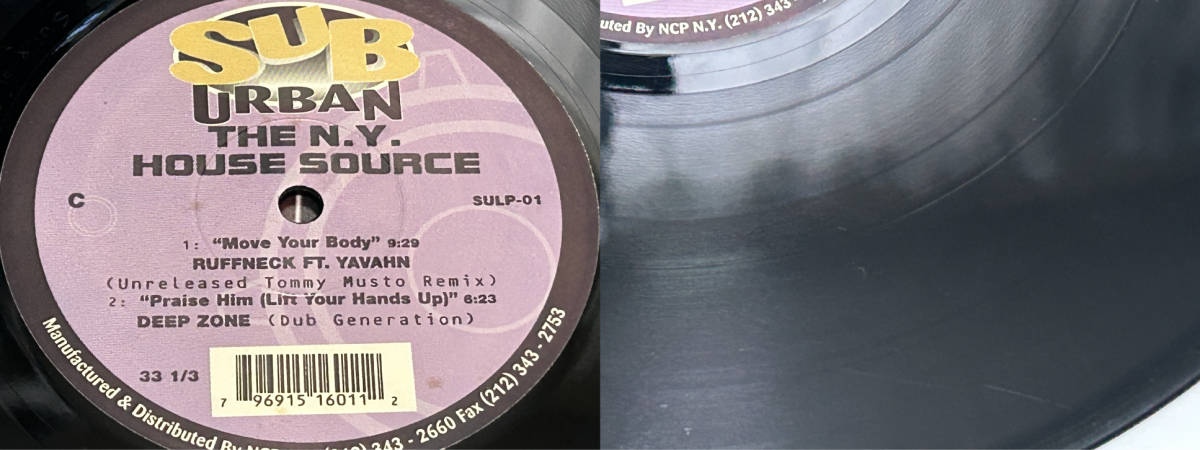 SUB
URBAN
THE N.Y.
HOUSE SOURCE
C
SULP-01
1: "Move Your Body" 9:29
RUFFNECK FT. YAVAHN
(Unreleased Tommy Musto Remix)
2: "Praise Him (Lift Your Hands Up)" 6:23
DEEP ZONE (Dub Generation)
33 1/3
7 96915 16011 2
Manufactured & Distributed By NCP (212) 343 - 2660 Fax (212) 343 - 2753
uted By NCP N.Y. (212) 343 -